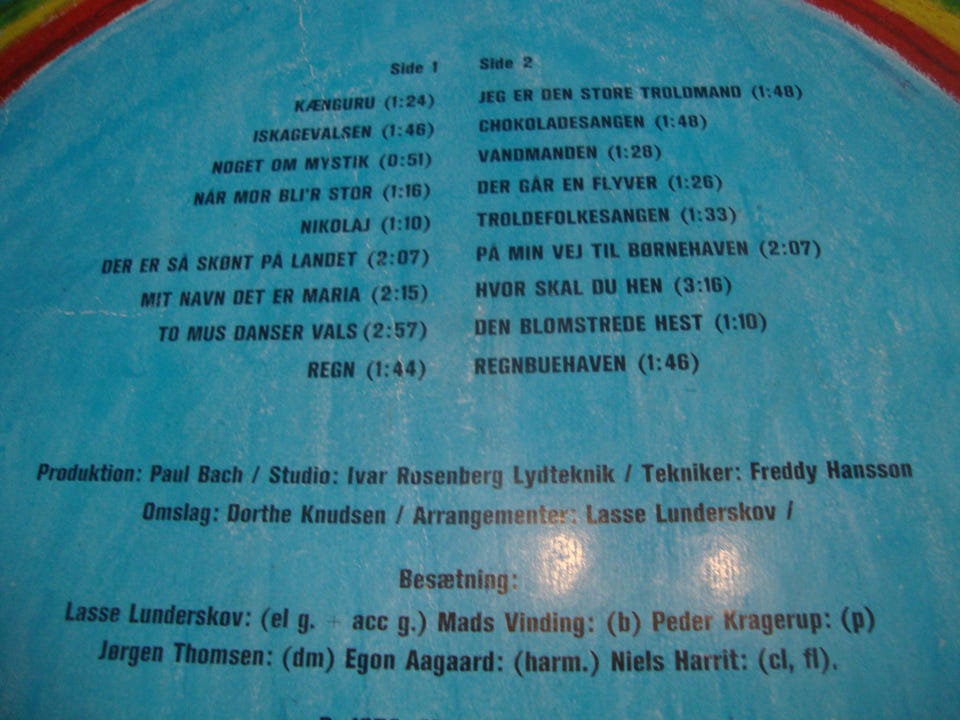 Side 1
KÆNGURU (1:24)
ISKAGEVALSEN (1:46)
NOGET OM MYSTIK (0:51)
NÅR MOR BLI'R STOR (1:16)
NIKOLAJ (1:10)
DER ER SÅ SKØNT PÅ LANDET (2:07)
MIT NAVN DET ER MARIA (2:15)
TO MUS DANSER VALS (2:57)
REGN (1:44)
Side 2
JEG ER DEN STORE TROLDMAND (1:48)
CHOKOLADESANGEN (1:48)
VANDMANDEN (1:28)
DER GÅR EN FLYVER (1:26)
TROLDEFOLKESANGEN (1:33)
PÅ MIN VEJ TIL BØRNEHAVEN (2:07)
HVOR SKAL DU HEN (3:16)
DEN BLOMSTREDE HEST (1:10)
REGNBUEHAVEN (1:46)
Produktion: Paul Bach / Studio: Ivar Rosenberg Lydteknik / Tekniker: Freddy Hansson
Omslag: Dorthe Knudsen / Arrangementer: Lasse Lunderskov /
Besætning:
Lasse Lunderskov: (el g. + acc g.) Mads Vinding: (b) Peder Kragerup: (p)
Jørgen Thomsen: (dm) Egon Aagaard: (harm.) Niels Harrit: (cl, fl).